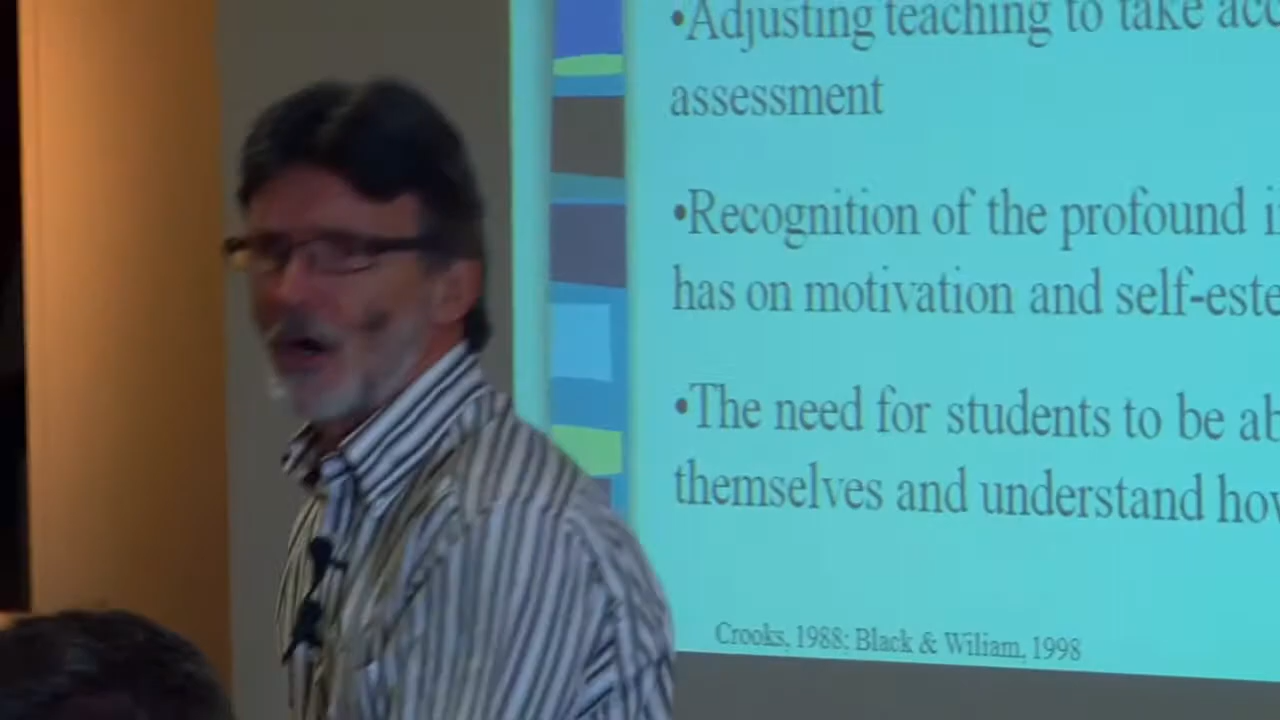 •Adjusting teaching to take
assessment
•Recognition of the profound
has on motivation and self-este
•The need for students to be ab
themselves and understand how
Crooks, 1988; Black & Wiliam, 1998